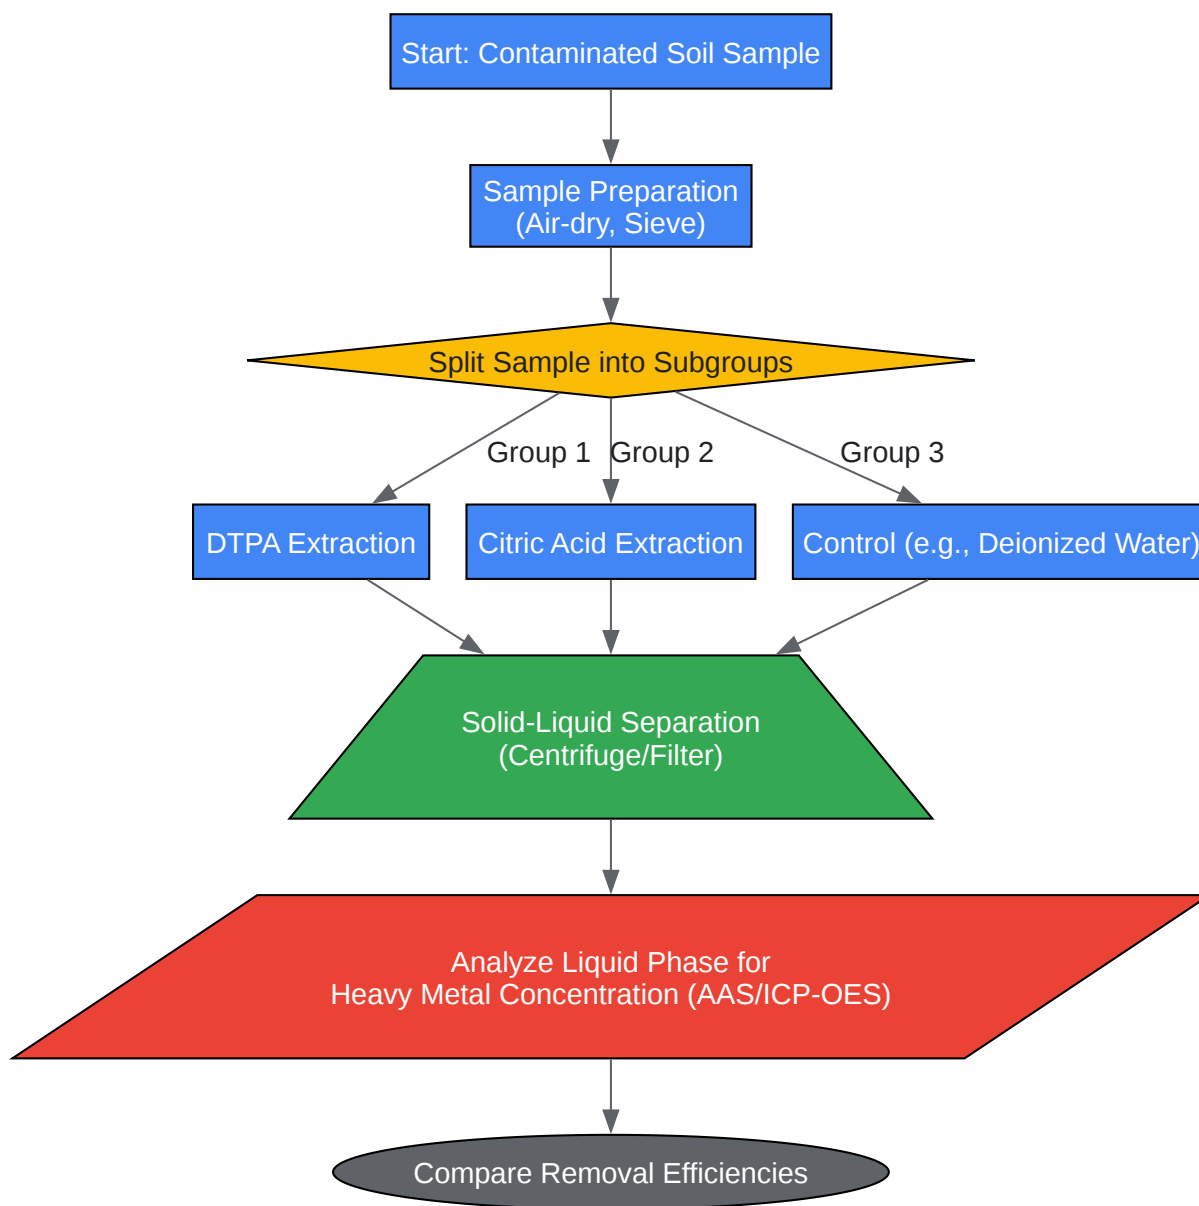 Start: Contaminated Soil Sample
Sample Preparation
(Air-dry, Sieve)
Split Sample into Subgroups
Group 1
Group 2
Group 3
DTPA Extraction
Citric Acid Extraction
Control (e.g., Deionized Water)
Solid-Liquid Separation
(Centrifuge/Filter)
Analyze Liquid Phase for
Heavy Metal Concentration (AAS/ICP-OES)
Compare Removal Efficiencies